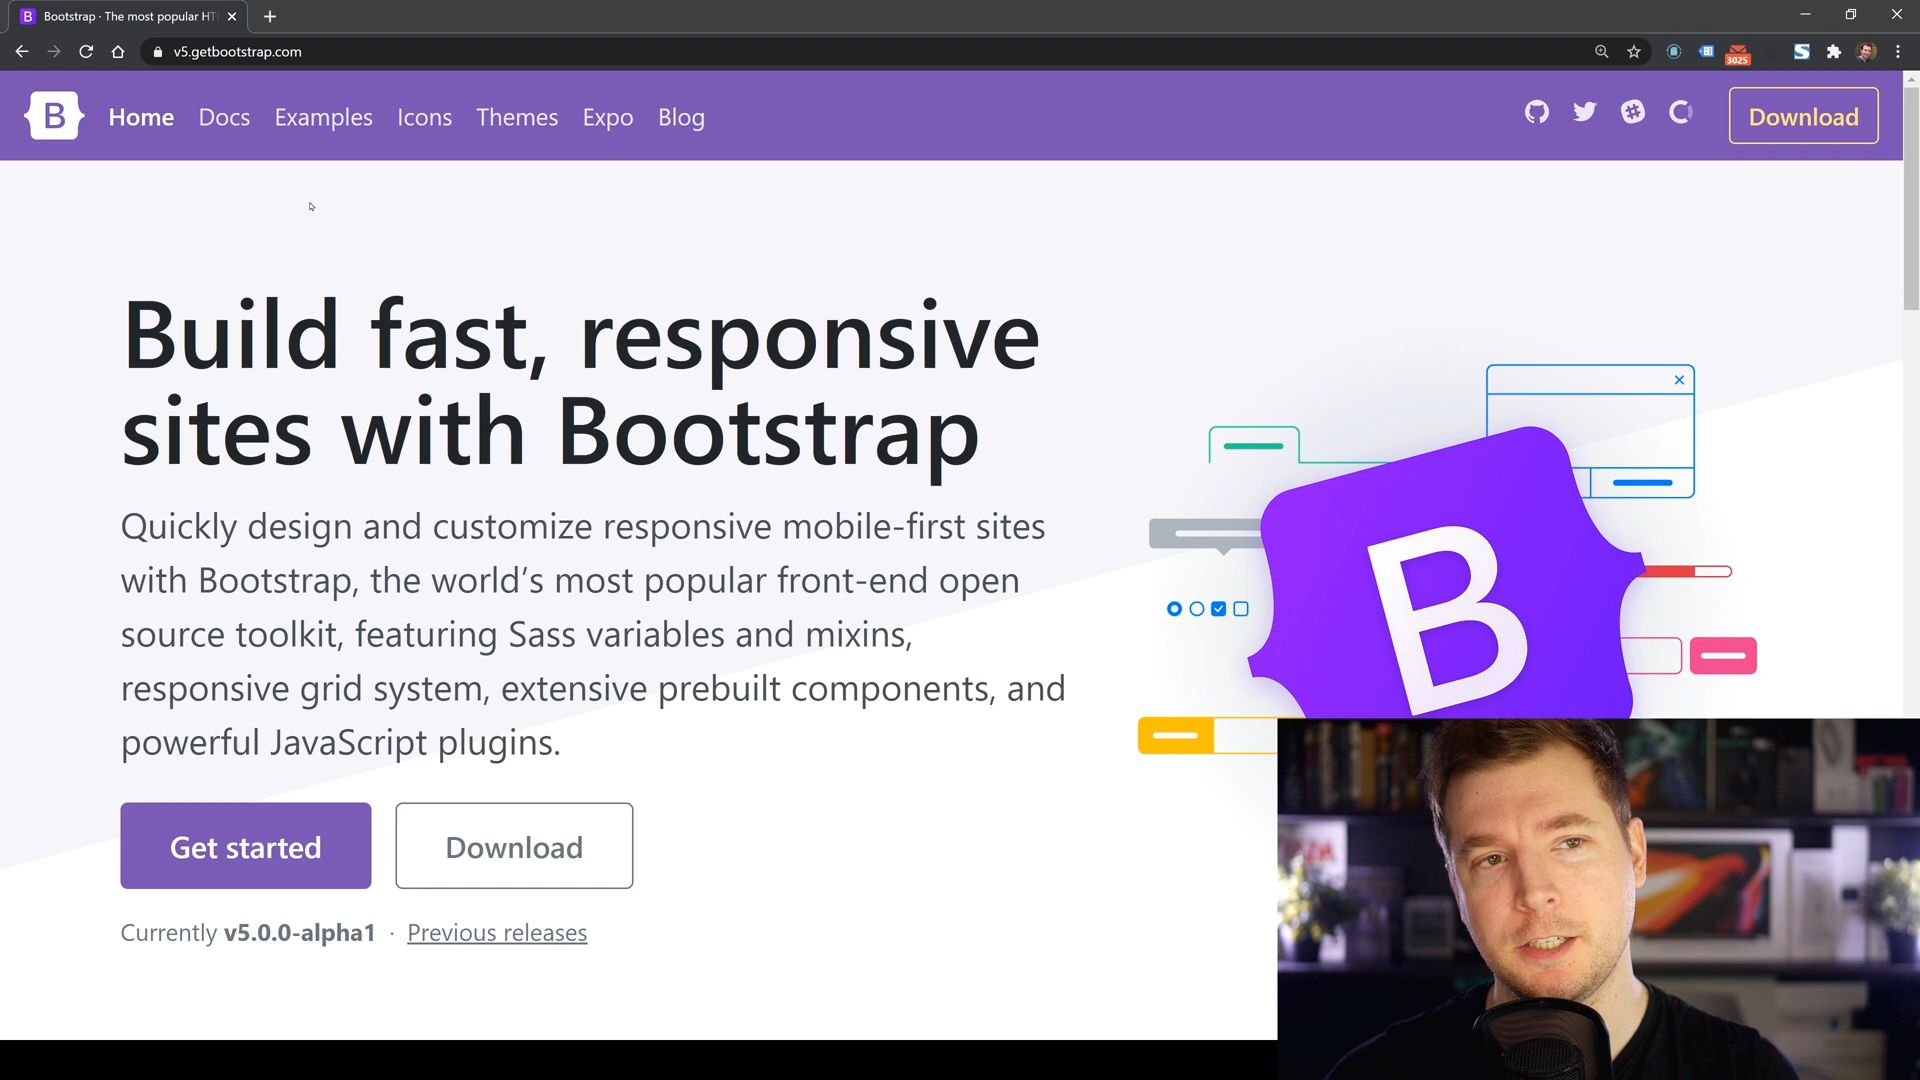 Bootstrap · The most popular HT
v5.getbootstrap.com
3025
B
Home Docs Examples Icons Themes Expo Blog
Download
Build fast, responsive
sites with Bootstrap
Quickly design and customize responsive mobile-first sites
with Bootstrap, the world’s most popular front-end open
source toolkit, featuring Sass variables and mixins,
responsive grid system, extensive prebuilt components, and
powerful JavaScript plugins.
B
Get started
Download
Currently v5.0.0-alpha1 · Previous releases